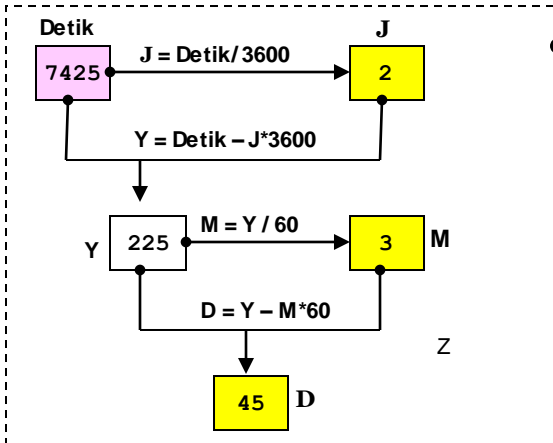 Detik
J
7425
J = Detik/3600
2
Y = Detik – J*3600
Y
225
M = Y / 60
3
M
D = Y – M*60
Z
45
D